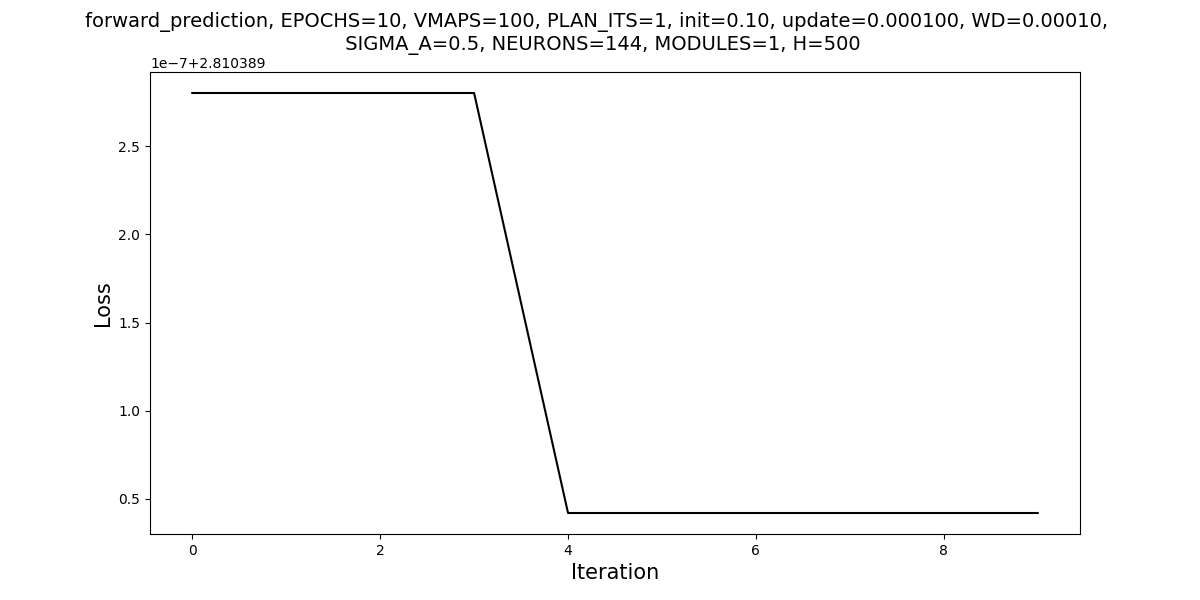 forward_prediction, EPOCHS=10, VMAPS=100, PLAN_ITS=1, init=0.10, update=0.000100, WD=0.00010,
SIGMA_A=0.5, NEURONS=144, MODULES=1, H=500
1e−7+2.810389
2.5
2.0
1.5
1.0
0.5
Loss
0 2 4 6 8
Iteration